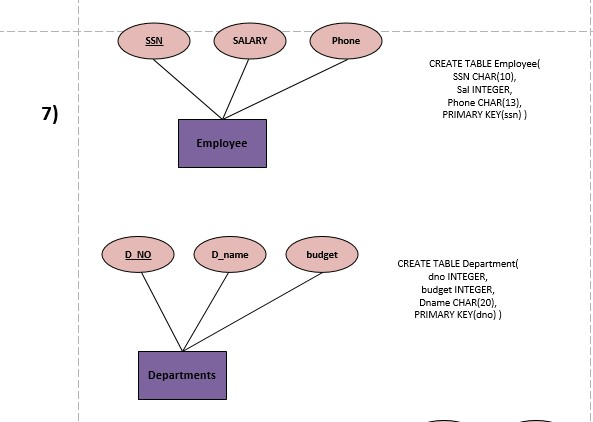 SSN
SALARY
Phone
CREATE TABLE Employee(
SSN CHAR(10),
Sal INTEGER,
Phone CHAR(13),
PRIMARY KEY(ssn) )
7)
Employee
D_NO
D_name
budget
CREATE TABLE Department(
dno INTEGER,
budget INTEGER,
Dname CHAR(20),
PRIMARY KEY(dno) )
Departments